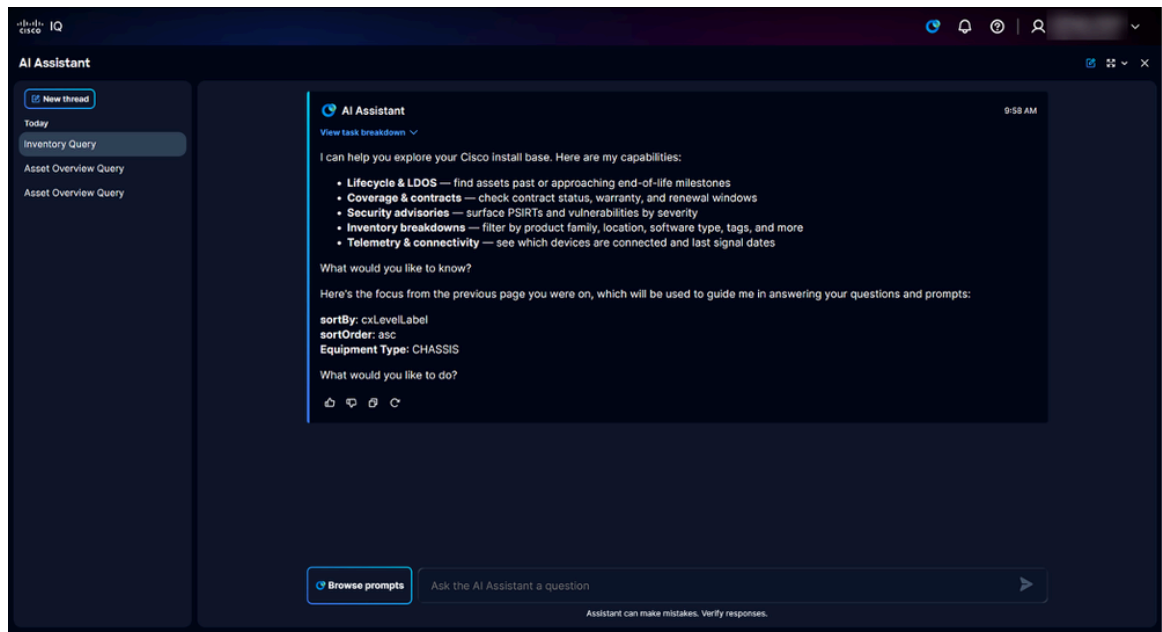 cisco IQ
AI Assistant
New thread
Today
Inventory Query
Asset Overview Query
Asset Overview Query
AI Assistant
9:58 AM
View task breakdown
I can help you explore your Cisco install base. Here are my capabilities:
• Lifecycle & LDOS — find assets past or approaching end-of-life milestones
• Coverage & contracts — check contract status, warranty, and renewal windows
• Security advisories — surface PSIRTs and vulnerabilities by severity
• Inventory breakdowns — filter by product family, location, software type, tags, and more
• Telemetry & connectivity — see which devices are connected and last signal dates
What would you like to know?
Here's the focus from the previous page you were on, which will be used to guide me in answering your questions and prompts:
sortBy: cxLevelLabel
sortOrder: asc
Equipment Type: CHASSIS
What would you like to do?
Browse prompts
Ask the AI Assistant a question
Assistant can make mistakes. Verify responses.